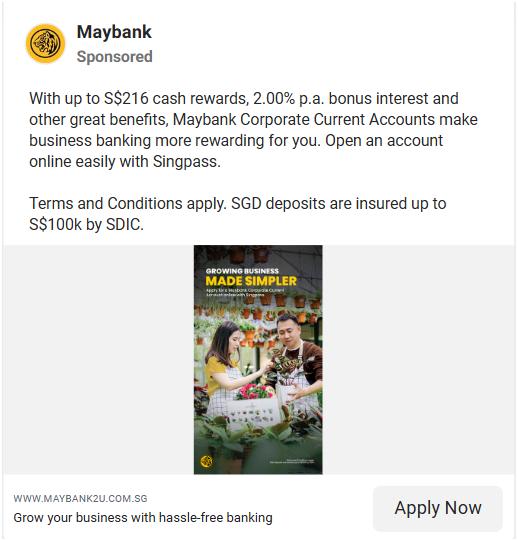 Maybank
Sponsored
With up to S$216 cash rewards, 2.00% p.a. bonus interest and
other great benefits, Maybank Corporate Current Accounts make
business banking more rewarding for you. Open an account
online easily with Singpass.
Terms and Conditions apply. SGD deposits are insured up to
S$100k by SDIC.
GROWING BUSINESS
MADE SIMPLER
Apply for a Maybank Corporate Current
Account online with Singpass
WWW.MAYBANK2U.COM.SG
Grow your business with hassle-free banking
Apply Now